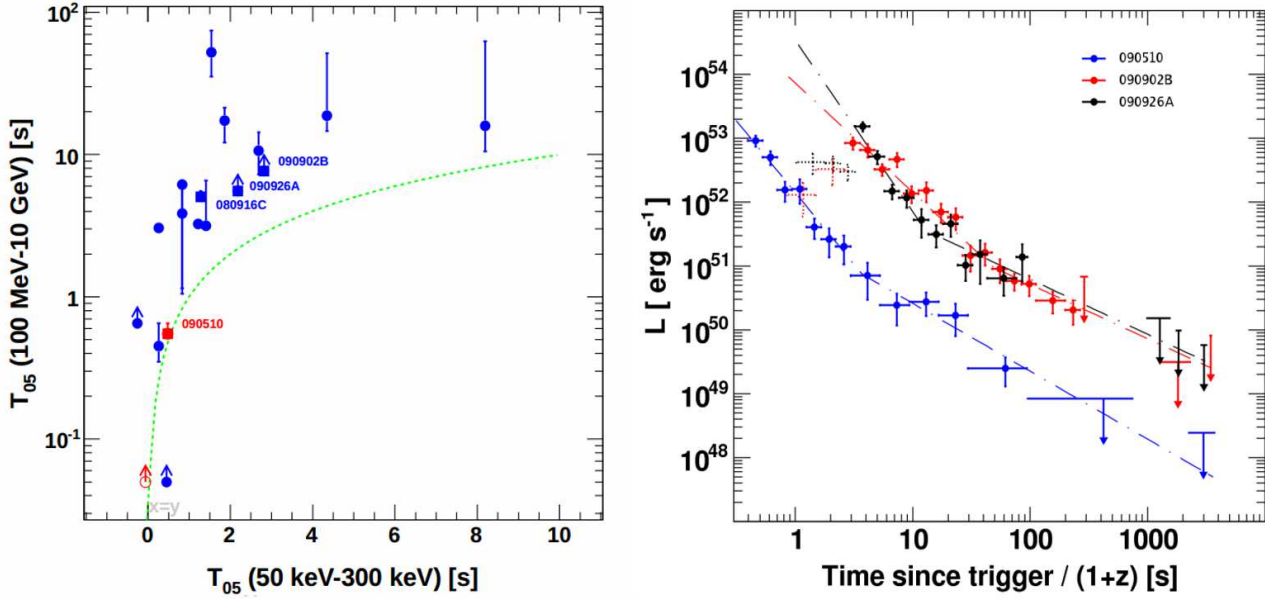 T05 (100 MeV-10 GeV) [s]
10²
10
1
10⁻¹
090902B
090926A
080916C
090510
x=y
0
2
4
6
8
10
T05 (50 keV-300 keV) [s]
L [ erg s⁻¹]
10⁵⁴
10⁵³
10⁵²
10⁵¹
10⁵⁰
10⁴⁹
10⁴⁸
090510
090902B
090926A
1
10
100
1000
Time since trigger / (1+z) [s]